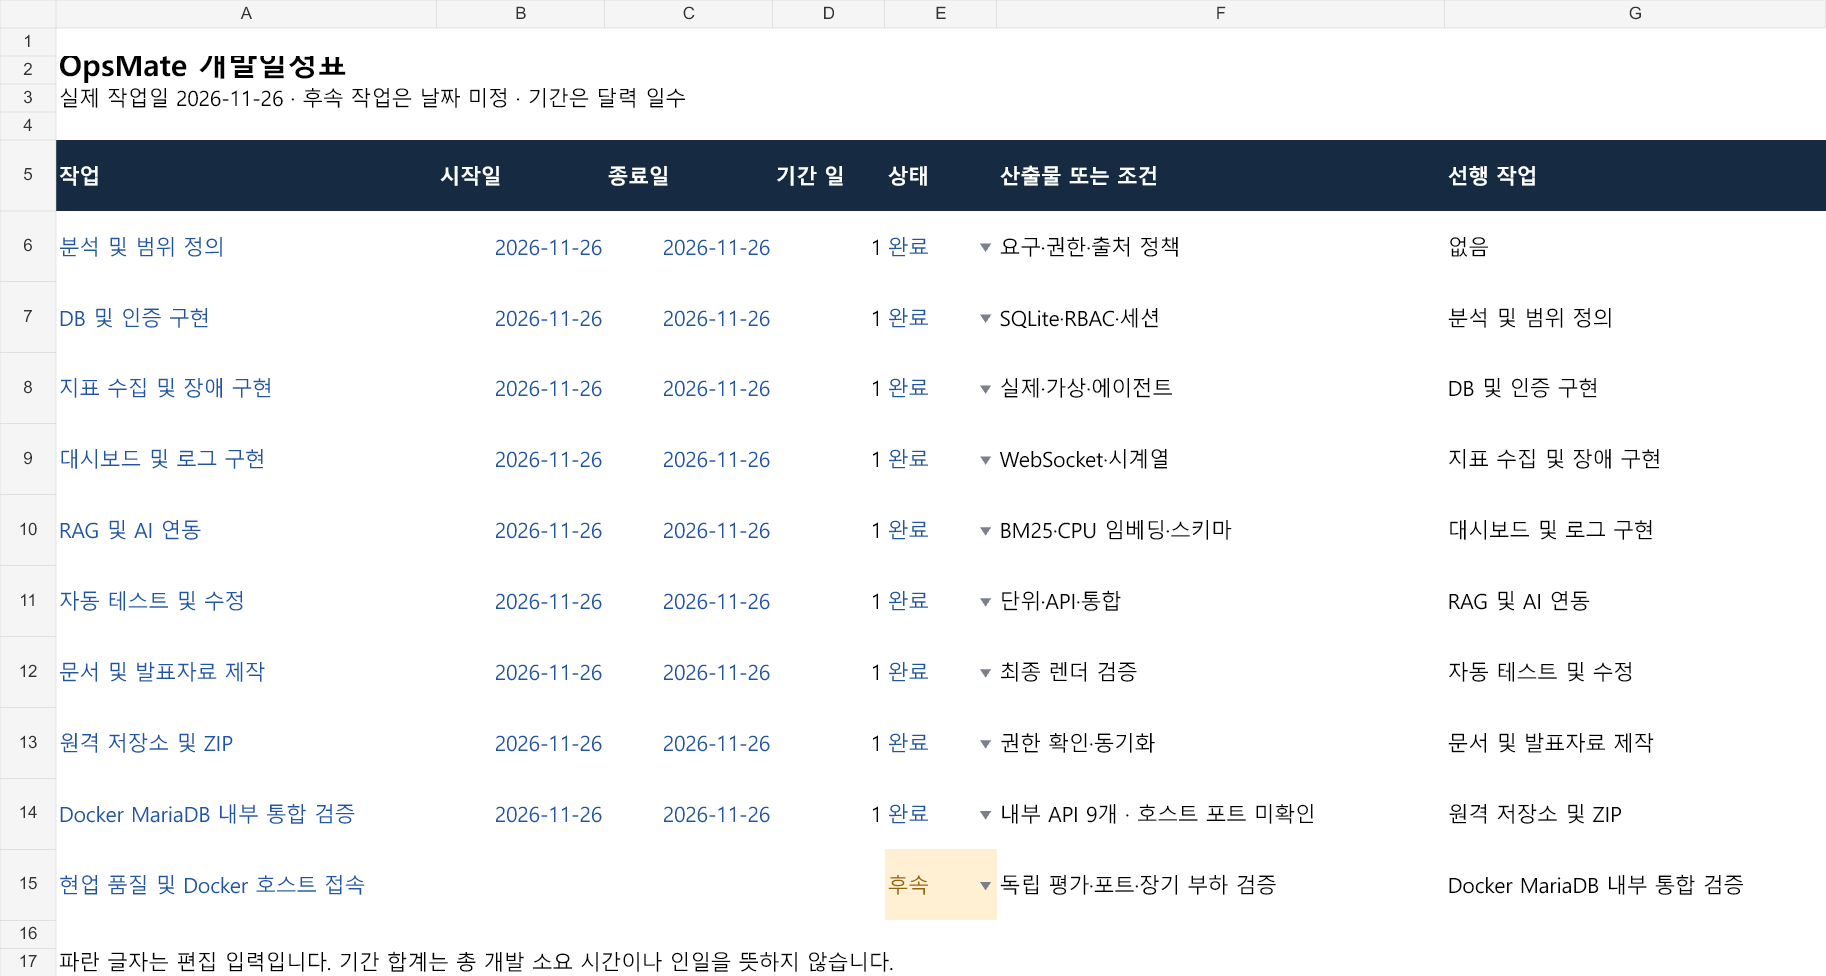 A B C D E F G
1
2 OpsMate 개발일정표
3 실제 작업일 2026-11-26 · 후속 작업은 날짜 미정 · 기간은 달력 일수
4
5 작업 시작일 종료일 기간 일 상태 산출물 또는 조건 선행 작업
6 분석 및 범위 정의 2026-11-26 2026-11-26 1 완료 요구·권한·출처 정책 없음
7 DB 및 인증 구현 2026-11-26 2026-11-26 1 완료 SQLite·RBAC·세션 분석 및 범위 정의
8 지표 수집 및 장애 구현 2026-11-26 2026-11-26 1 완료 실제·가상·에이전트 DB 및 인증 구현
9 대시보드 및 로그 구현 2026-11-26 2026-11-26 1 완료 WebSocket·시계열 지표 수집 및 장애 구현
10 RAG 및 AI 연동 2026-11-26 2026-11-26 1 완료 BM25·CPU 임베딩·스키마 대시보드 및 로그 구현
11 자동 테스트 및 수정 2026-11-26 2026-11-26 1 완료 단위·API·통합 RAG 및 AI 연동
12 문서 및 발표자료 제작 2026-11-26 2026-11-26 1 완료 최종 렌더 검증 자동 테스트 및 수정
13 원격 저장소 및 ZIP 2026-11-26 2026-11-26 1 완료 권한 확인·동기화 문서 및 발표자료 제작
14 Docker MariaDB 내부 통합 검증 2026-11-26 2026-11-26 1 완료 내부 API 9개 · 호스트 포트 미확인 원격 저장소 및 ZIP
15 현업 품질 및 Docker 호스트 접속 후속 독립 평가·포트·장기 부하 검증 Docker MariaDB 내부 통합 검증
16
17 파란 글자는 편집 입력입니다. 기간 합계는 총 개발 소요 시간이나 인일을 뜻하지 않습니다.